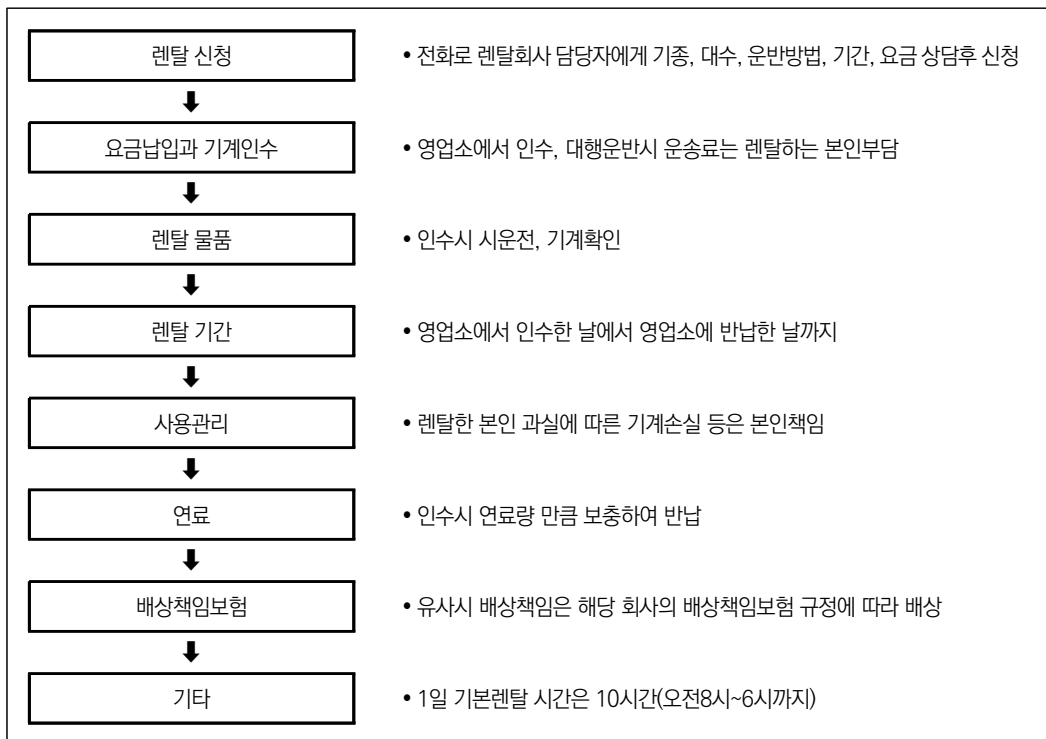 렌탈 신청
• 전화로 렌탈회사 담당자에게 기종, 대수, 운반방법, 기간, 요금 상담후 신청
요금납입과 기계인수
• 영업소에서 인수, 대행운반시 운송료는 렌탈하는 본인부담
렌탈 물품
• 인수시 시운전, 기계확인
렌탈 기간
• 영업소에서 인수한 날에서 영업소에 반납한 날까지
사용관리
• 렌탈한 본인 과실에 따른 기계손실 등은 본인책임
연료
• 인수시 연료량 만큼 보충하여 반납
배상책임보험
• 유사시 배상책임은 해당 회사의 배상책임보험 규정에 따라 배상
기타
• 1일 기본렌탈 시간은 10시간(오전8시~6시까지)